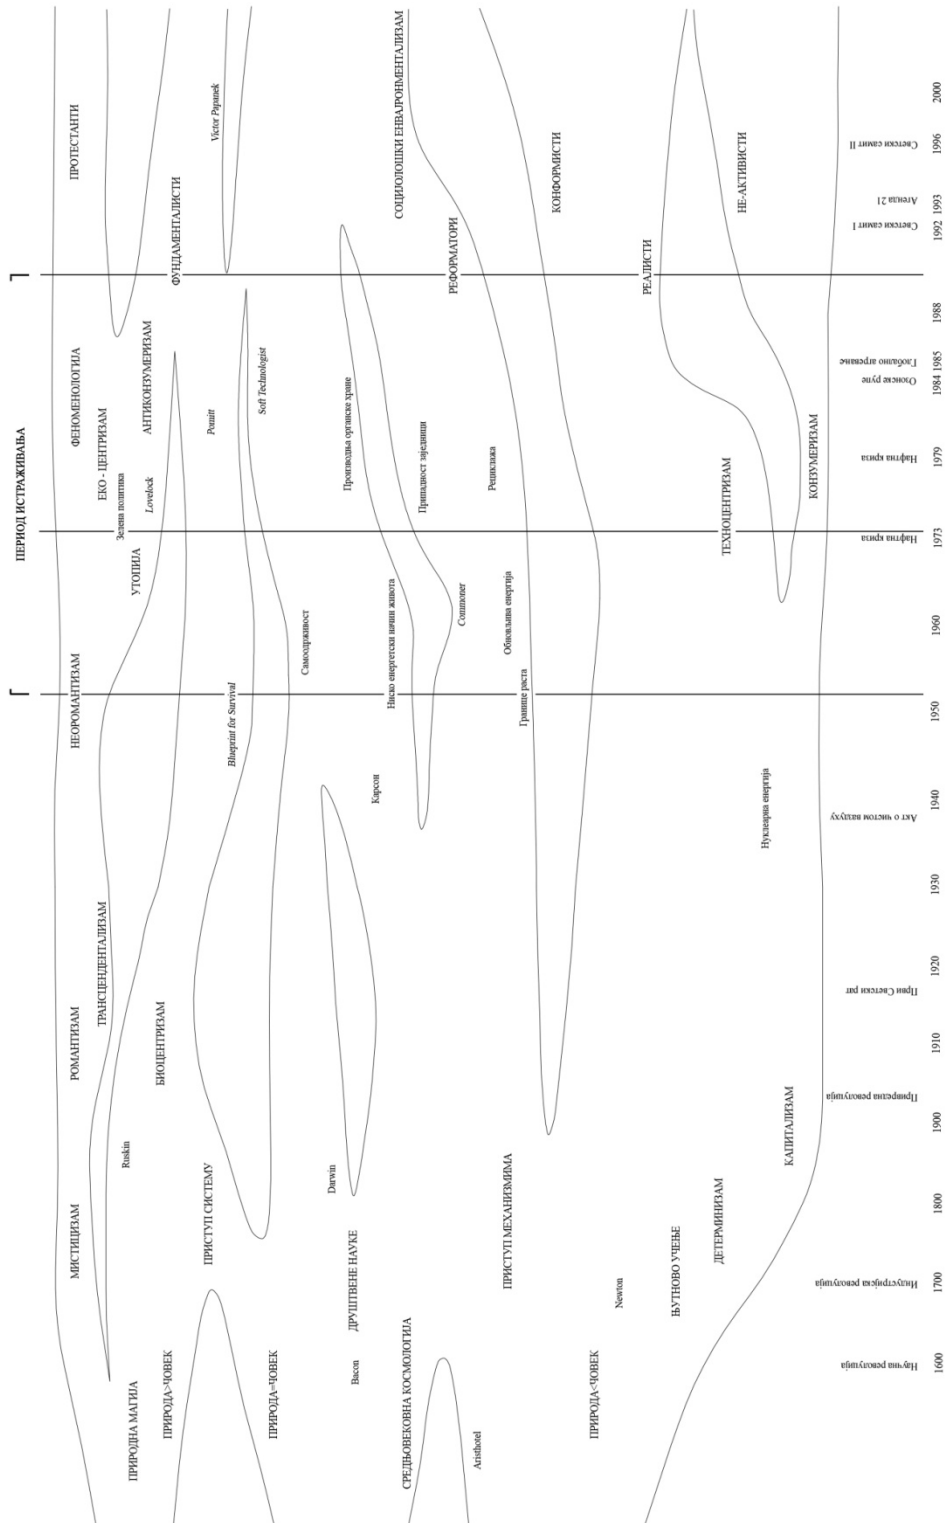 ПЕРИОД ИСТРАЖИВАЊА
МИСТИЦИЗАМ
РОМАНТИЗАМ
НЕОРОМАНТИЗАМ
ФЕНОМЕНОЛОГИЈА
ПРОТЕСТАНТИ
ТРАНСЦЕНДЕНТАЛИЗАМ
ЕКО - ЦЕНТРИЗАМ
Зелена политика
ПРИРОДНА МАГИЈА
Ruskin
УТОПИЈА
Lovelock
АНТИКОНЗУМЕРИЗАМ
ПРИРОДА>ЧОВЕК
БИОЦЕНТРИЗАМ
ФУНДАМЕНТАЛИСТИ
ПРИСТУП СИСТЕМУ
Porritt
Victor Papanek
Blueprint for Survival
Soft Technologist
ПРИРОДА=ЧОВЕК
Самоодрживост
Darwin
Bacon
ДРУШТВЕНЕ НАУКЕ
Производња органске хране
Карсон
Ниско енергетски начин живота
СОЦИЈОЛОШКИ ЕНВАЈРОНМЕНТАЛИЗАМ
СРЕДЊОВЕКОВНА КОСМОЛОГИЈА
Припадност заједници
РЕФОРМАТОРИ
Commoner
Aristhotel
Рециклажа
ПРИСТУП МЕХАНИЗМИМА
Обновљива енергија
Границе раста
КОНФОРМИСТИ
ПРИРОДА<ЧОВЕК
Newton
РЕАЛИСТИ
ЊУТНОВО УЧЕЊЕ
ДЕТЕРМИНИЗАМ
ТЕХНОЦЕНТРИЗАМ
НЕ-АКТИВИСТИ
Нуклеарна енергија
КАПИТАЛИЗАМ
КОНЗУМЕРИЗАМ
Научна револуција
Индустријска револуција
Привредна револуција
Први Светски рат
Акт о чистом ваздуху
Нафтна криза
Нафтна криза
Озонске рупе
Глобално агревање
Светски самит I
Агенда 21
Светски самит II
1600
1700
1800
1900
1910
1920
1930
1940
1950
1960
1973
1979
1984
1985
1988
1992
1993
1996
2000